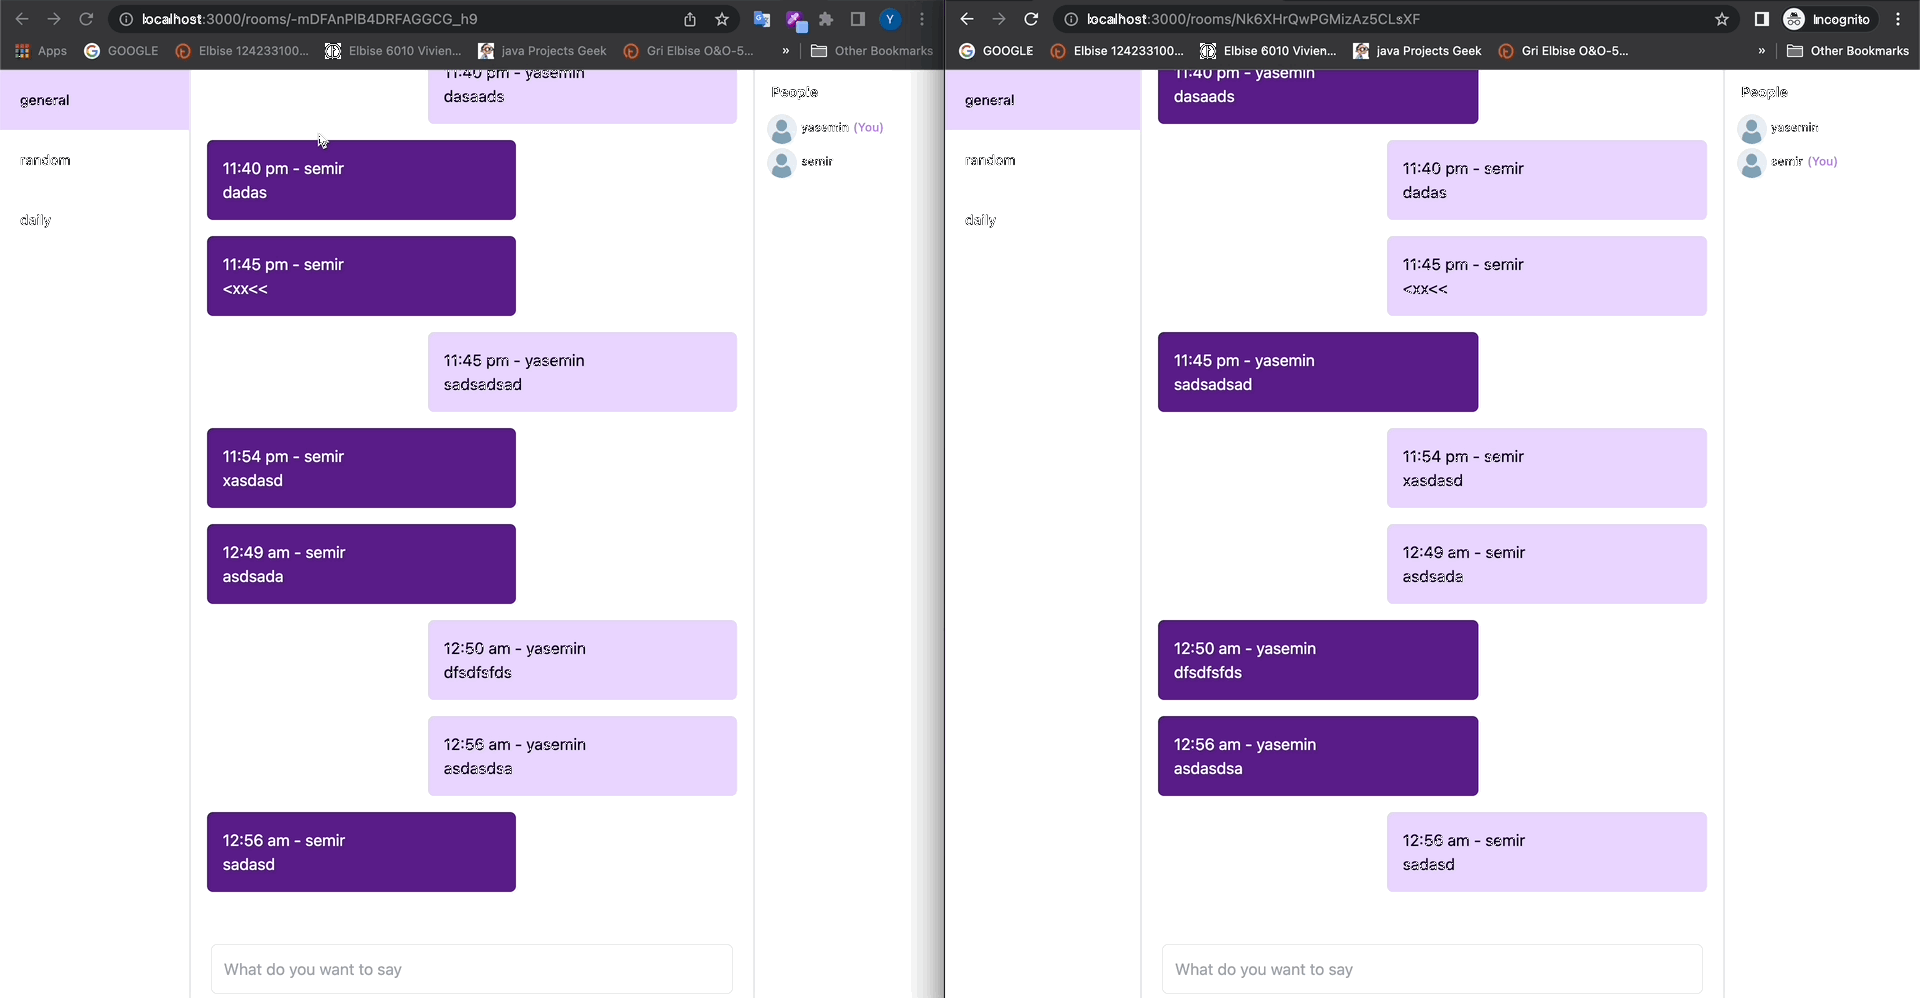 localhost:3000/rooms/-mDFAnPlB4DRFAGGCG_h9
Y
Apps
GOOGLE
Elbise 124233100...
Elbise 6010 Vivien...
java Projects Geek
Gri Elbise O&O-5...
»
Other Bookmarks
general
random
daily
11:40 pm - yasemin
dasaads
11:40 pm - semir
dadas
11:45 pm - semir
<xx<<
11:45 pm - yasemin
sadsadsad
11:54 pm - semir
xasdasd
12:49 am - semir
asdsada
12:50 am - yasemin
dfsdfsfds
12:56 am - yasemin
asdasdsa
12:56 am - semir
sadasd
What do you want to say
People
yasemin (You)
semir
localhost:3000/rooms/Nk6XHrQwPGMizAz5CLsXF
Incognito
GOOGLE
Elbise 124233100...
Elbise 6010 Vivien...
java Projects Geek
Gri Elbise O&O-5...
»
Other Bookmarks
general
random
daily
11:40 pm - yasemin
dasaads
11:40 pm - semir
dadas
11:45 pm - semir
<xx<<
11:45 pm - yasemin
sadsadsad
11:54 pm - semir
xasdasd
12:49 am - semir
asdsada
12:50 am - yasemin
dfsdfsfds
12:56 am - yasemin
asdasdsa
12:56 am - semir
sadasd
What do you want to say
People
yasemin
semir (You)